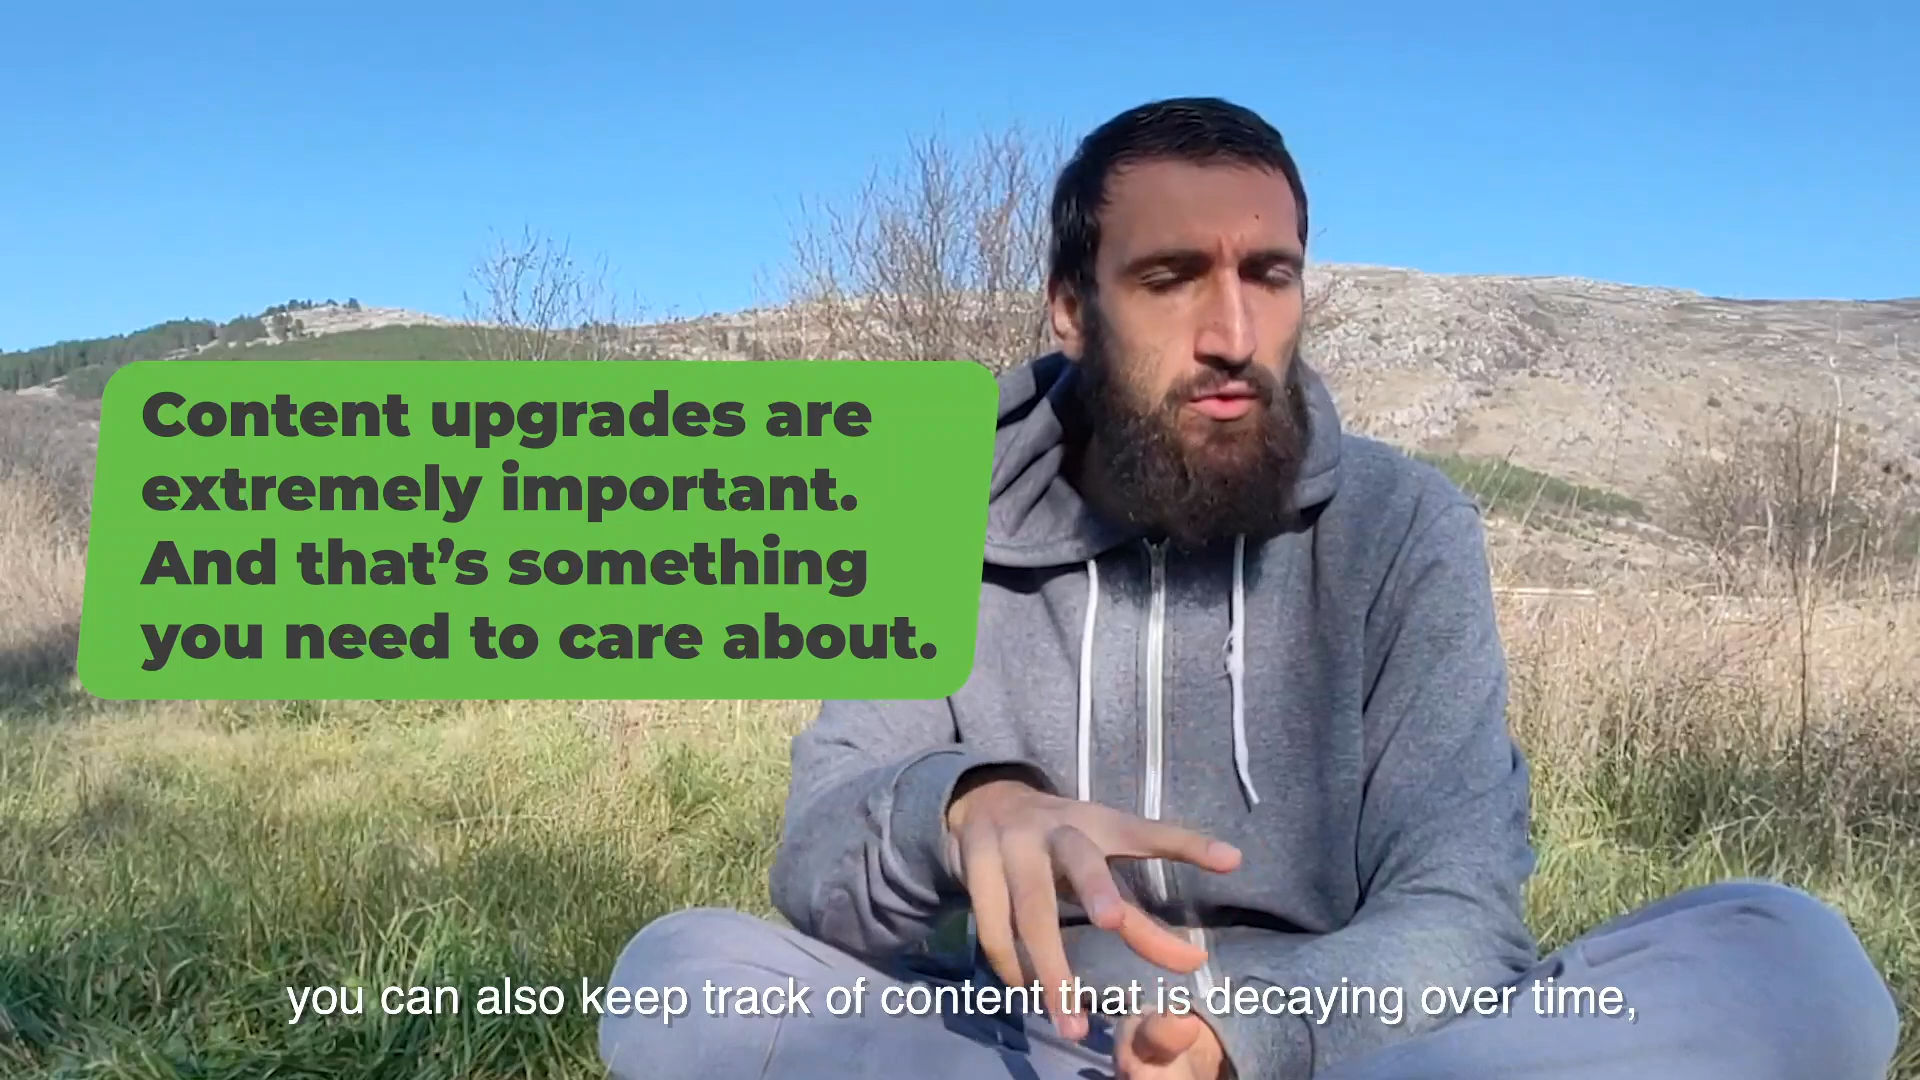 Content upgrades are
extremely important.
And that's something
you need to care about.
you can also keep track of content that is decaying over time,